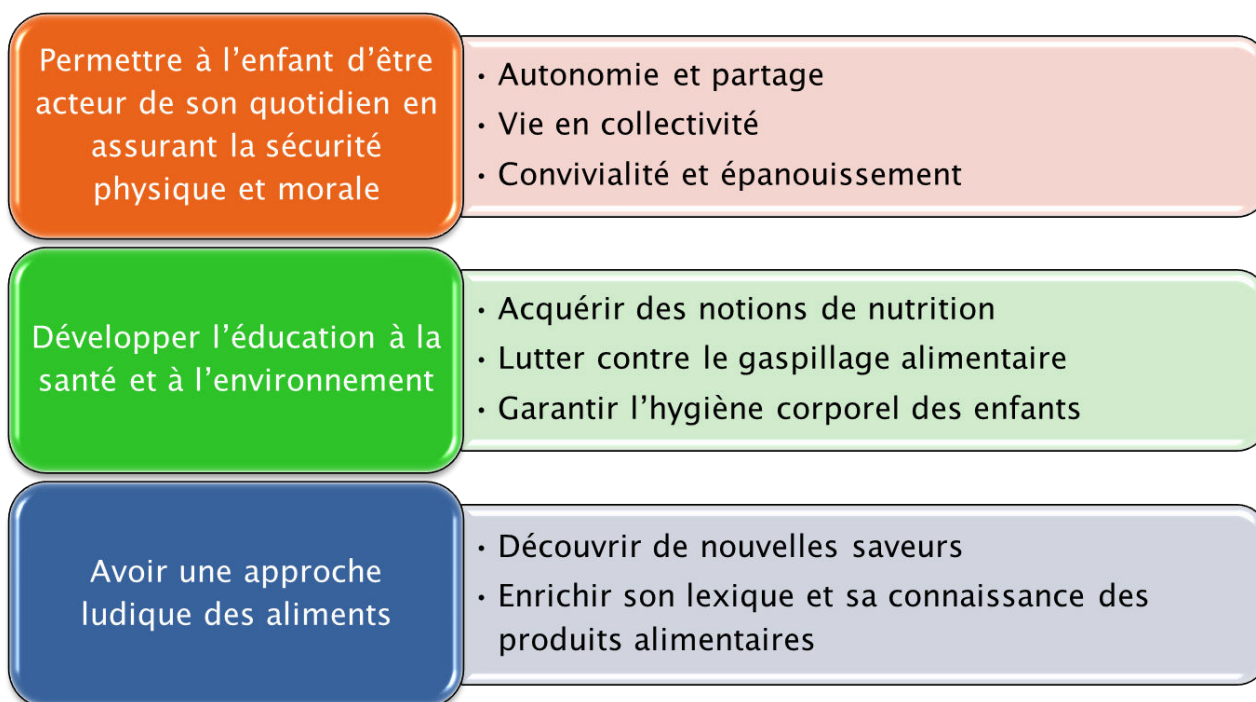 Permettre à l’enfant d’être
acteur de son quotidien en
assurant la sécurité
physique et morale
• Autonomie et partage
• Vie en collectivité
• Convivialité et épanouissement
Développer l’éducation à la
santé et à l’environnement
• Acquérir des notions de nutrition
• Lutter contre le gaspillage alimentaire
• Garantir l’hygiène corporel des enfants
Avoir une approche
ludique des aliments
• Découvrir de nouvelles saveurs
• Enrichir son lexique et sa connaissance des
produits alimentaires